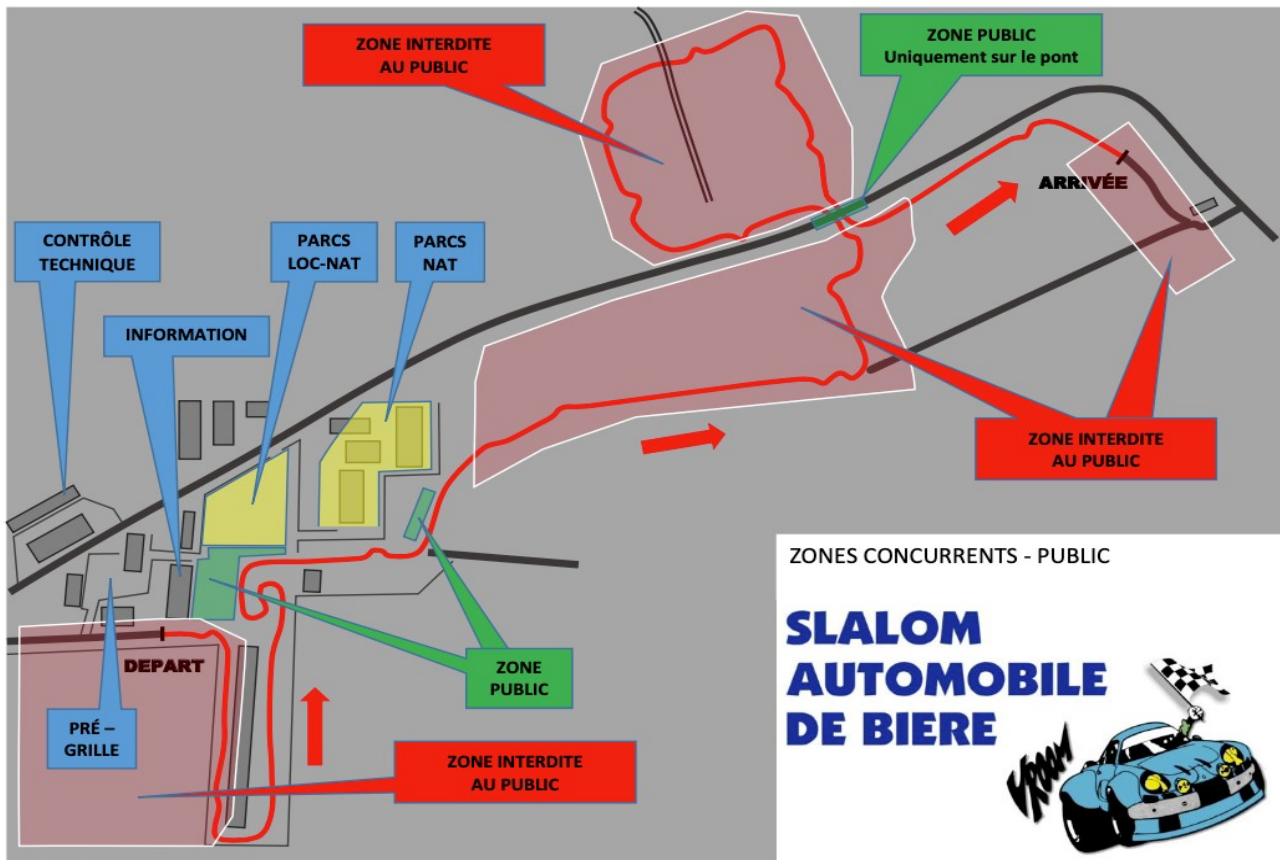 ZONE INTERDITE
AU PUBLIC
ZONE PUBLIC
Uniquement sur le pont
ARRIVÉE
CONTRÔLE
TECHNIQUE
PARCS
LOC-NAT
PARCS
NAT
INFORMATION
ZONE INTERDITE
AU PUBLIC
DEPART
ZONE
PUBLIC
PRÉ –
GRILLE
ZONE INTERDITE
AU PUBLIC
ZONES CONCURRENTS - PUBLIC
SLALOM
AUTOMOBILE
DE BIERE
VROOM